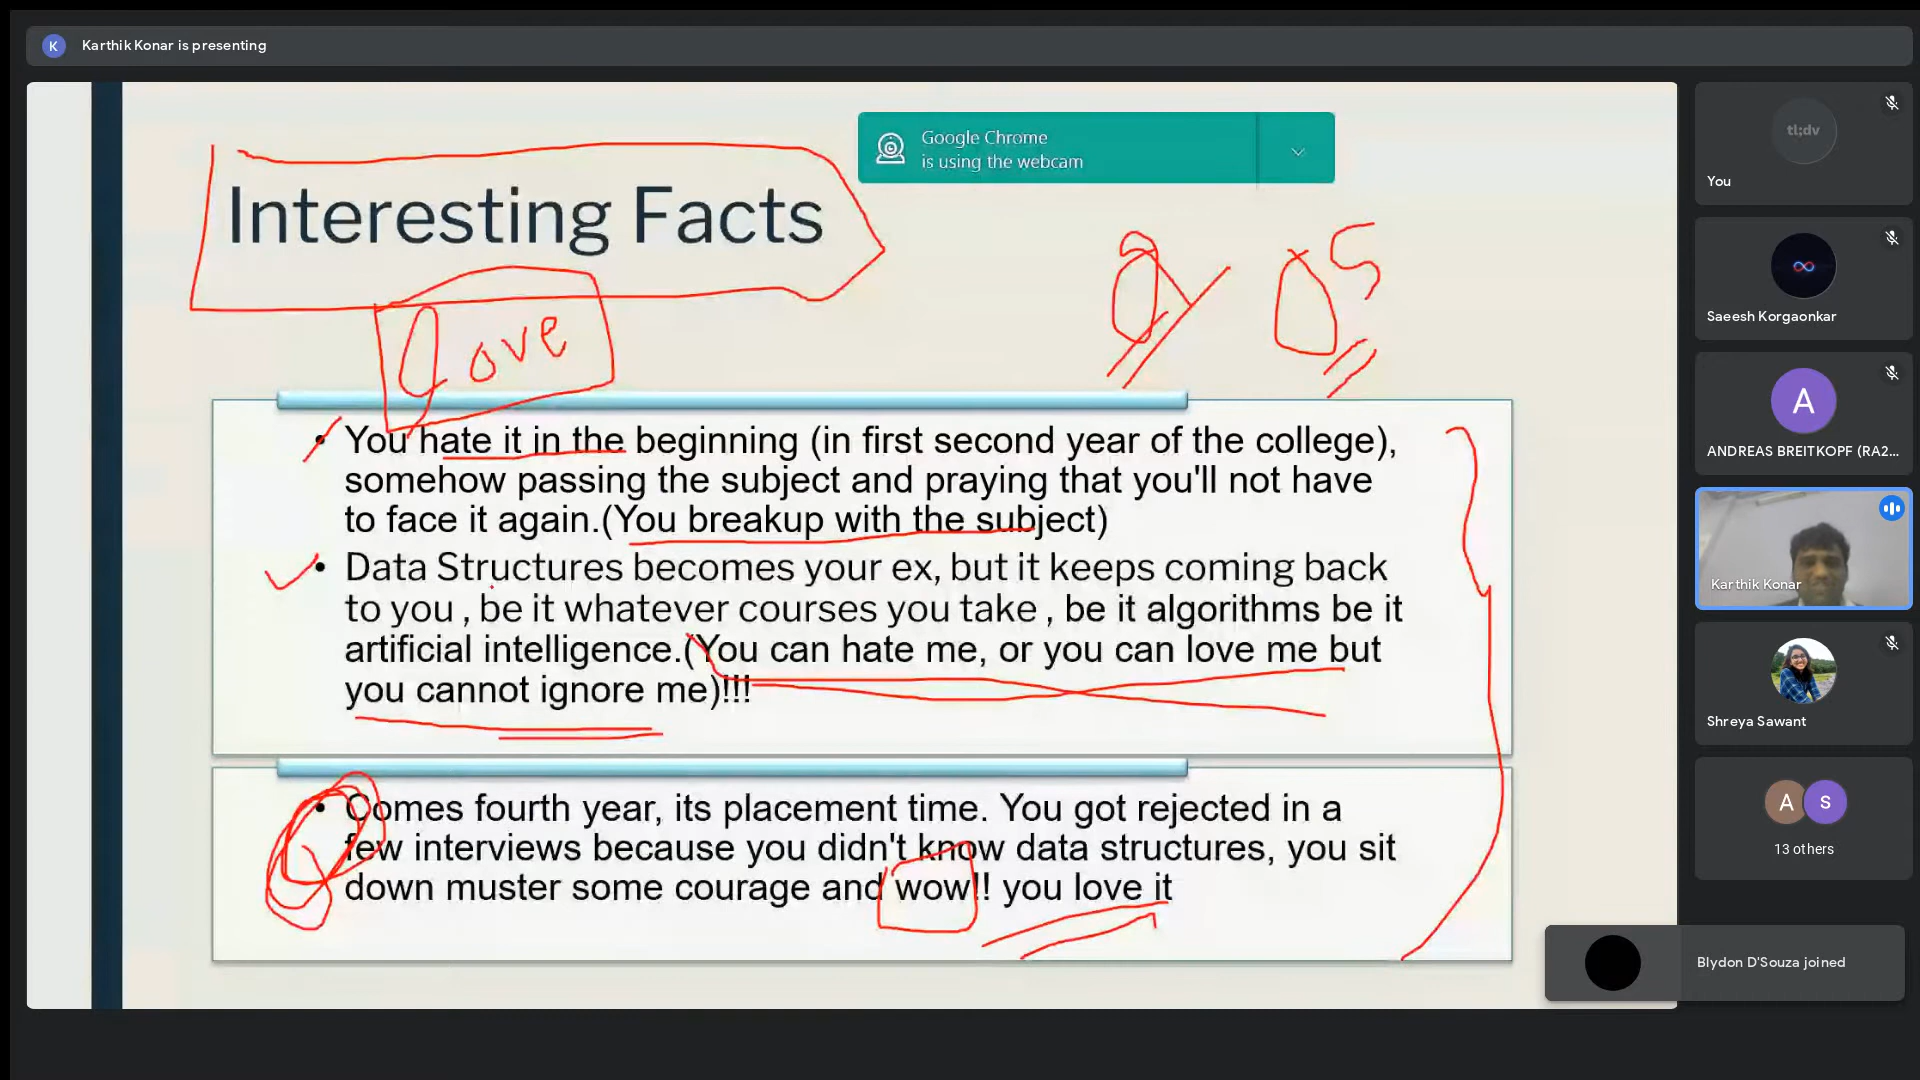 K Karthik Konar is presenting
Google Chrome
is using the webcam
Interesting Facts
Love
DS
• You hate it in the beginning (in first second year of the college),
somehow passing the subject and praying that you'll not have
to face it again.(You breakup with the subject)
• Data Structures becomes your ex, but it keeps coming back
to you , be it whatever courses you take , be it algorithms be it
artificial intelligence.(You can hate me, or you can love me but
you cannot ignore me)!!!
• Comes fourth year, its placement time. You got rejected in a
few interviews because you didn't know data structures, you sit
down muster some courage and wow!! you love it
tl;dv
You
Saeesh Korgaonkar
A
ANDREAS BREITKOPF (RA2...
Karthik Konar
Shreya Sawant
A S
13 others
Blydon D'Souza joined